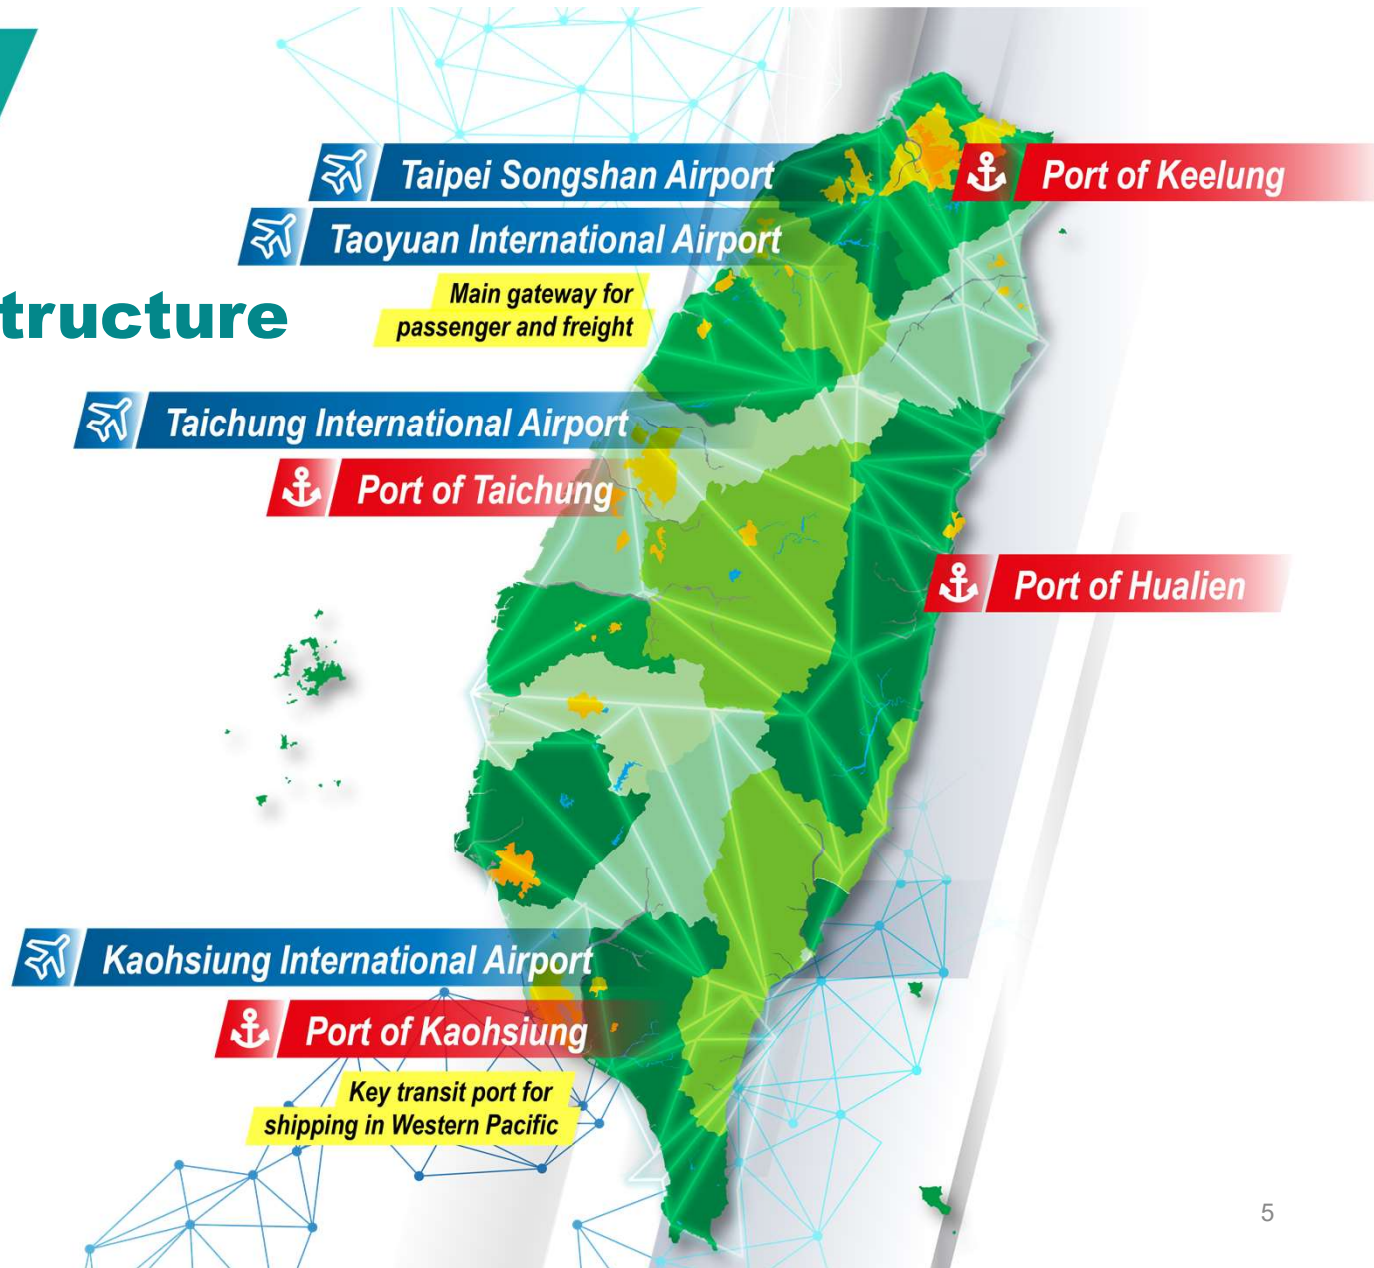 Taipei Songshan Airport
Port of Keelung
Taoyuan International Airport
Main gateway for
passenger and freight
tructure
Taichung International Airport
Port of Taichung
Port of Hualien
Kaohsiung International Airport
Port of Kaohsiung
Key transit port for
shipping in Western Pacific
5